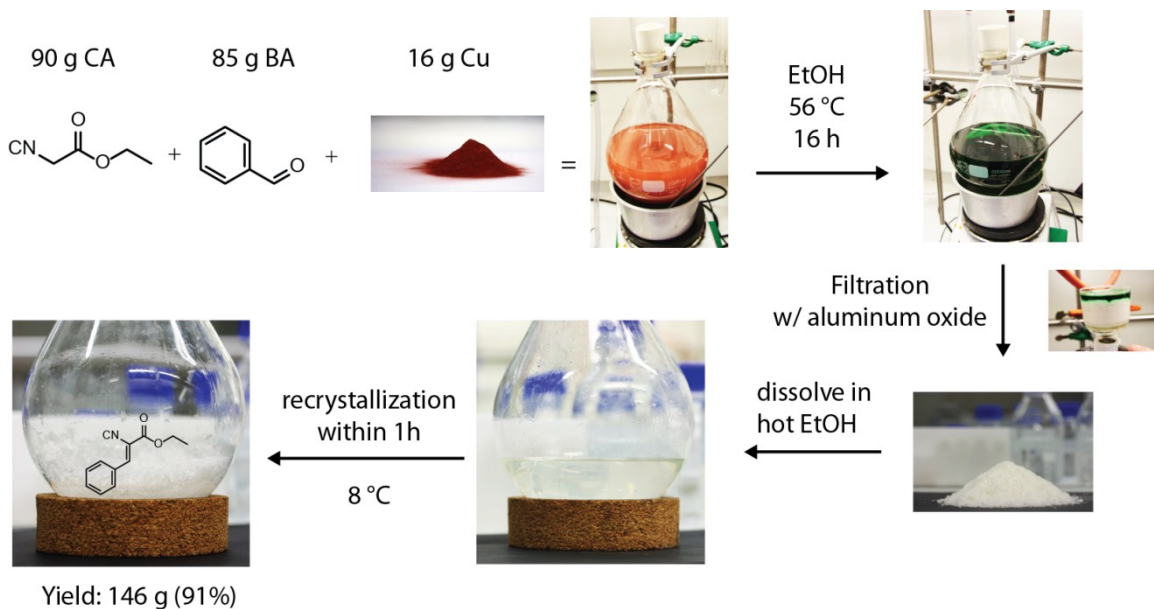 90 g CA
85 g BA
16 g Cu
CN
O
O
+
O
+
=
EtOH
56 °C
16 h
Filtration
w/ aluminum oxide
dissolve in
hot EtOH
recrystallization
within 1h
8 °C
CN
O
O
Yield: 146 g (91%)